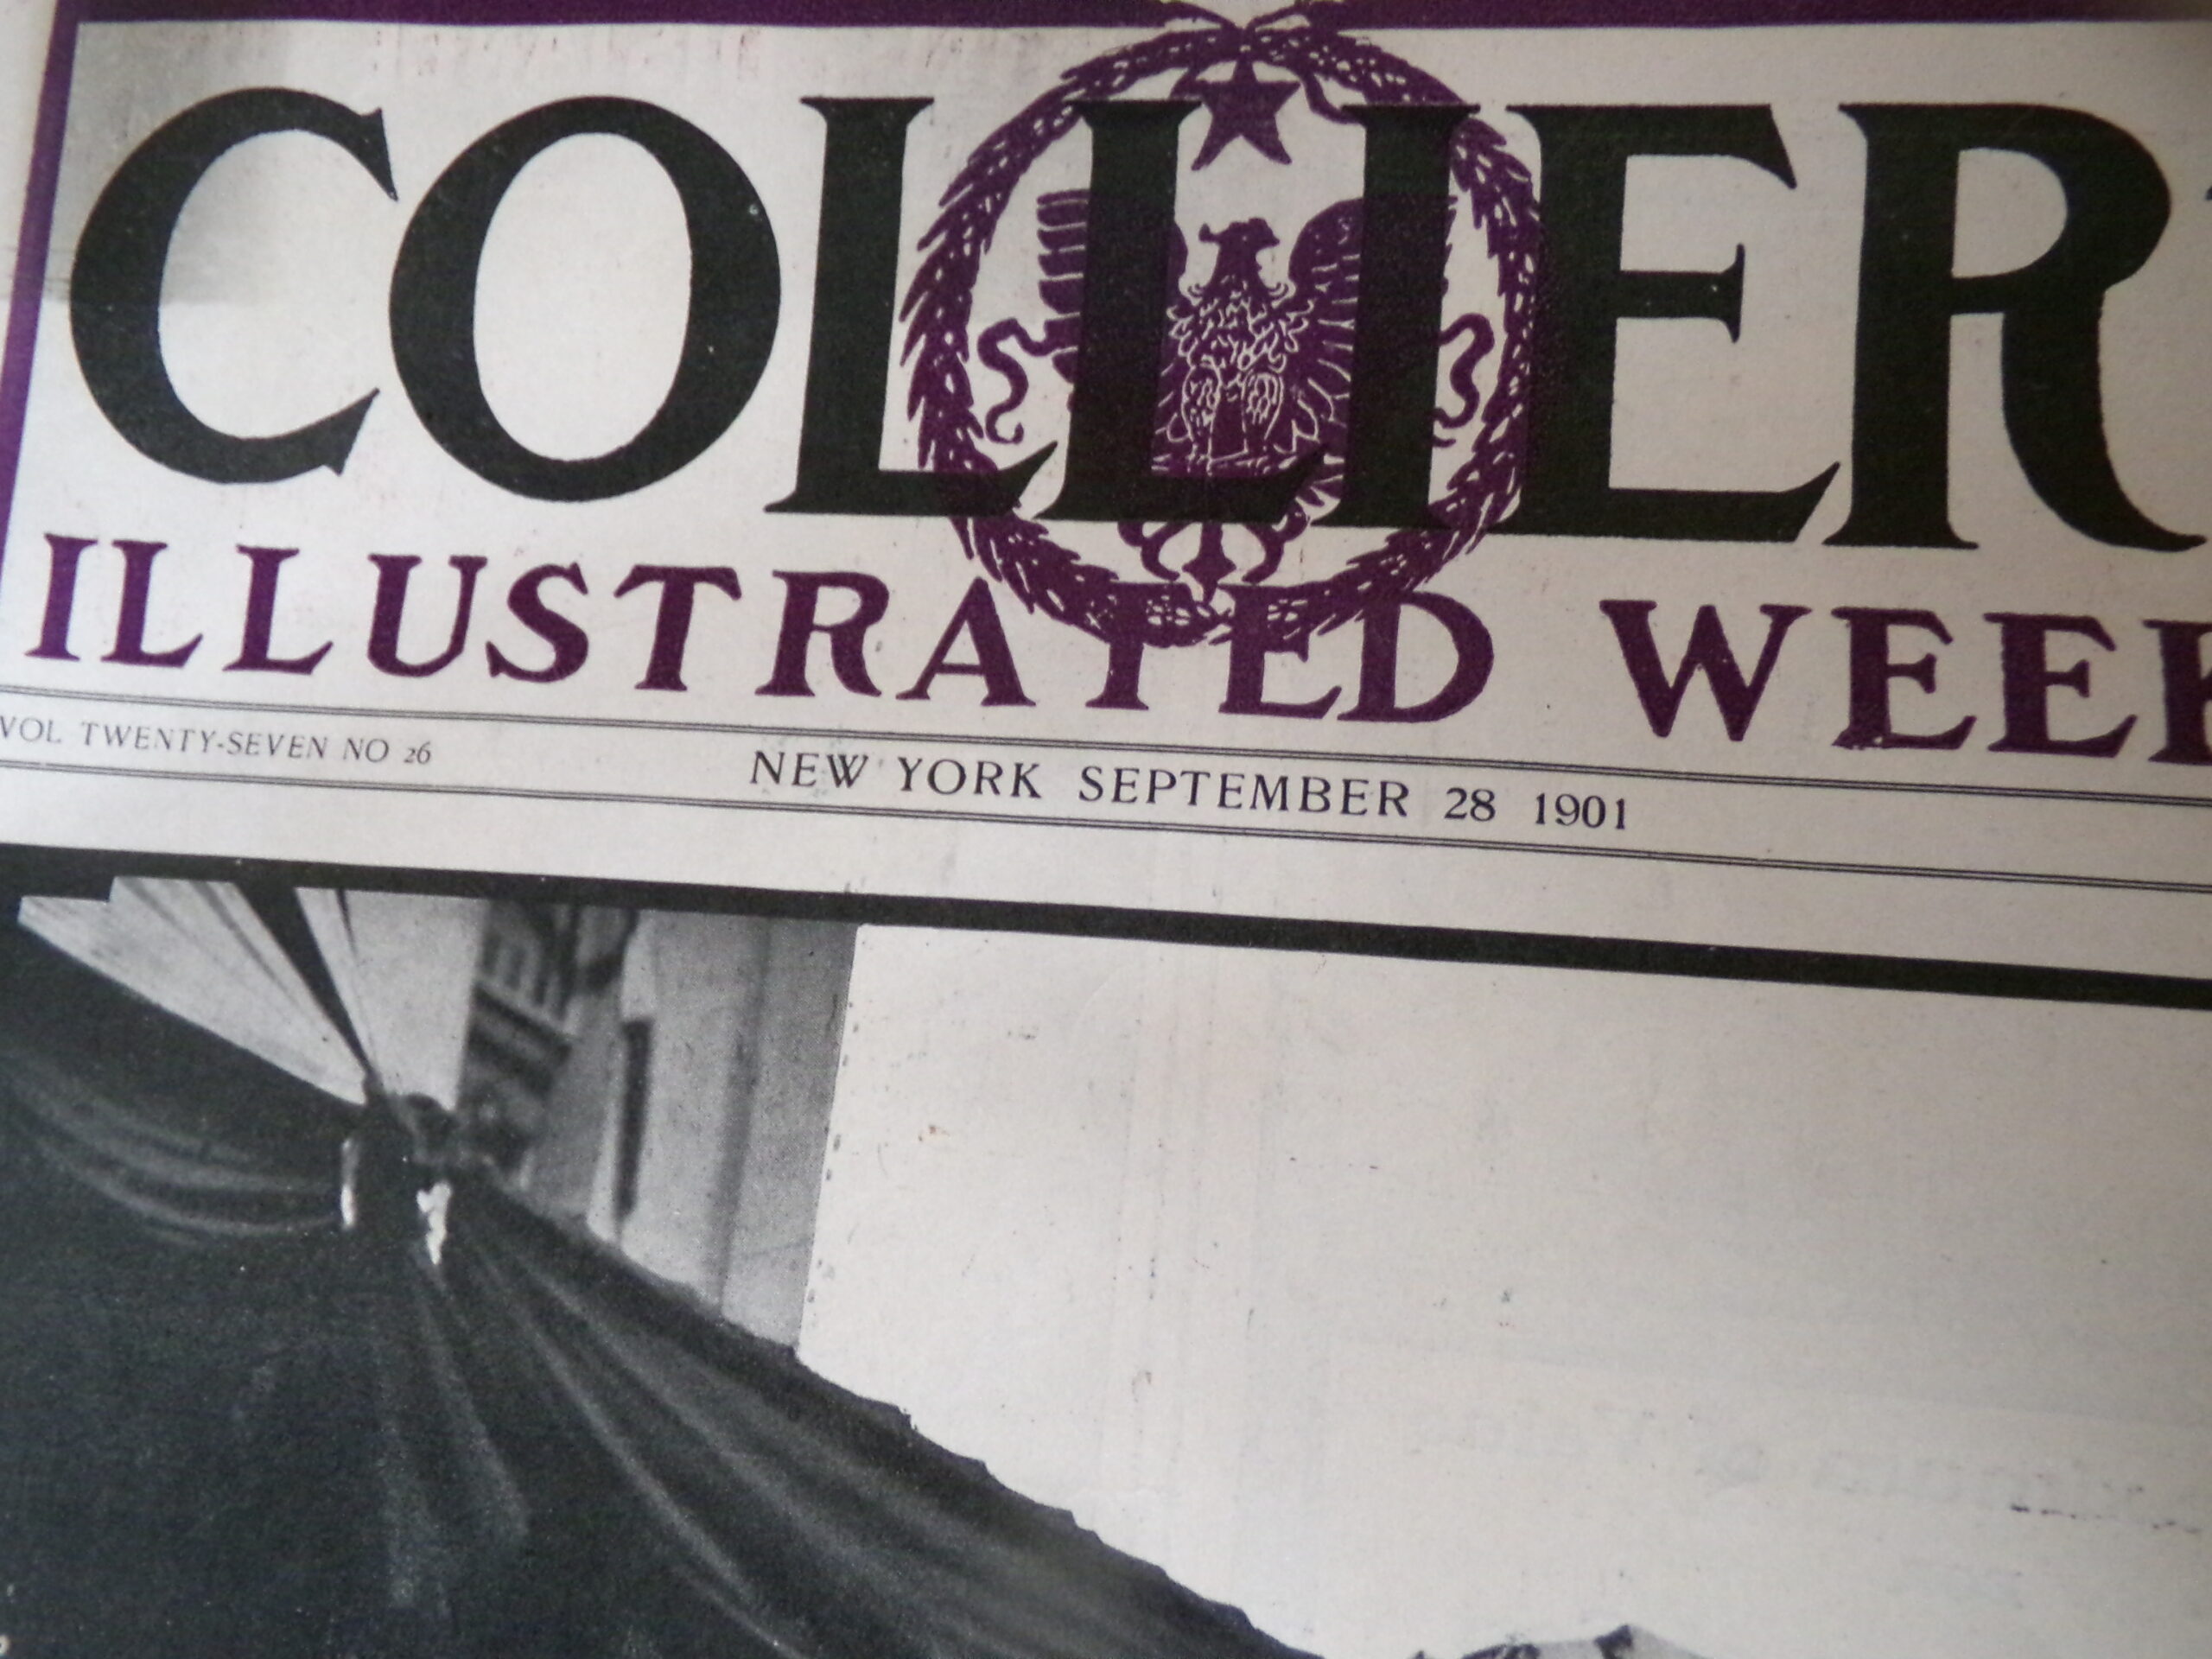 COLLIER'
ILLUSTRATED WEEK
VOL TWENTY-SEVEN NO 26
NEW YORK SEPTEMBER 28 1901